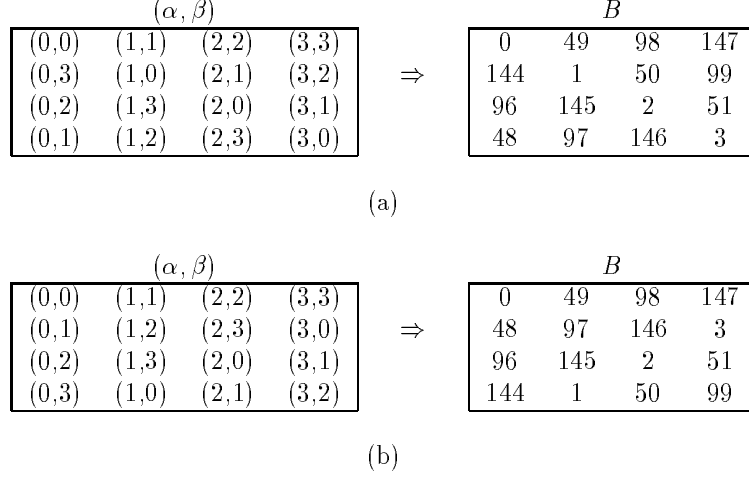 (α, β) B
(0,0) (1,1) (2,2) (3,3) 0 49 98 147
(0,3) (1,0) (2,1) (3,2) ⇒ 144 1 50 99
(0,2) (1,3) (2,0) (3,1) 96 145 2 51
(0,1) (1,2) (2,3) (3,0) 48 97 146 3
(a)
(α, β) B
(0,0) (1,1) (2,2) (3,3) 0 49 98 147
(0,1) (1,2) (2,3) (3,0) ⇒ 48 97 146 3
(0,2) (1,3) (2,0) (3,1) 96 145 2 51
(0,3) (1,0) (2,1) (3,2) 144 1 50 99
(b)